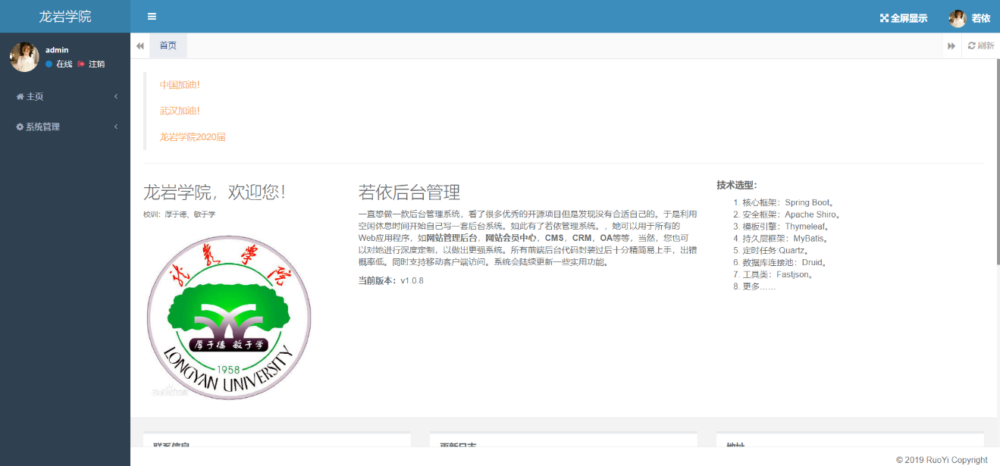 龙岩学院
全屏显示
若依
admin
在线
注销
首页
刷新
主页
系统管理
中国加油！
武汉加油！
龙岩学院2020届
龙岩学院，欢迎您！
校训：厚于德、敏于学
龙岩学院
厚于德 敏于学
1958
LONGYAN UNIVERSITY
若依后台管理
一直想做一款后台管理系统，看了很多优秀的开源项目但是发现没有合适自己的。于是利用
空闲休息时间开始自己写一套后台系统。如此有了若依管理系统。，她可以用于所有的
Web应用程序，如网站管理后台，网站会员中心，CMS，CRM，OA等等，当然，您也可
以对她进行深度定制，以做出更强系统。所有前端后台代码封装过后十分精简易上手，出错
概率低。同时支持移动客户端访问。系统会陆续更新一些实用功能。
当前版本：v1.0.8
技术选型：
1. 核心框架：Spring Boot。
2. 安全框架：Apache Shiro。
3. 模板引擎：Thymeleaf。
4. 持久层框架：MyBatis。
5. 定时任务:Quartz。
6. 数据库连接池：Druid。
7. 工具类：Fastjson。
8. 更多……
联系信息
更新日志
地址
© 2019 RuoYi Copyright